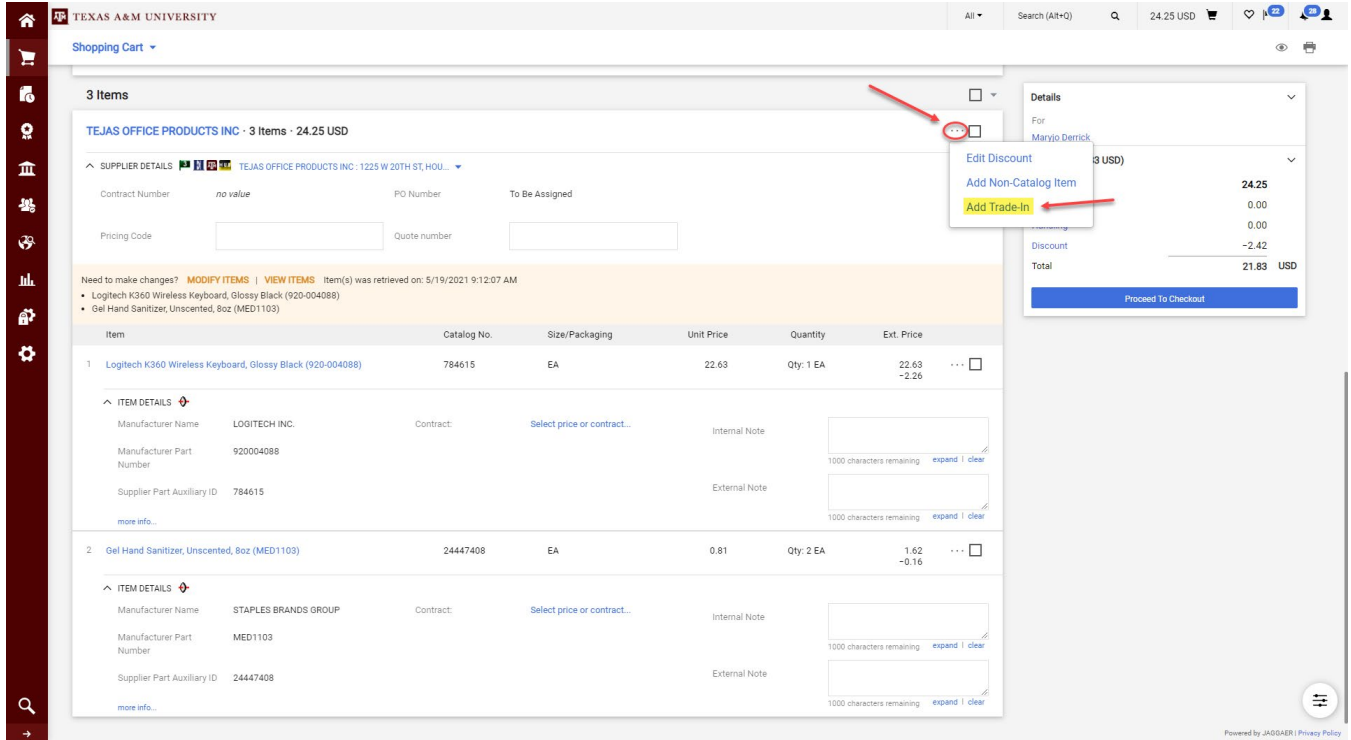 TEXAS A&M UNIVERSITY
All
Search (Alt+Q)
24.25 USD
22
28
Shopping Cart
3 Items
TEJAS OFFICE PRODUCTS INC · 3 Items · 24.25 USD
SUPPLIER DETAILS TEJAS OFFICE PRODUCTS INC : 1225 W 20TH ST, HOU...
Contract Number no value PO Number To Be Assigned
Pricing Code Quote number
Edit Discount
Add Non-Catalog Item
Add Trade-In
Details
For
Maryjo Derrick
3 USD)
24.25
0.00
Handling 0.00
Discount −2.42
Total 21.83 USD
Proceed To Checkout
Need to make changes? MODIFY ITEMS | VIEW ITEMS Item(s) was retrieved on: 5/19/2021 9:12:07 AM
• Logitech K360 Wireless Keyboard, Glossy Black (920-004088)
• Gel Hand Sanitizer, Unscented, 8oz (MED1103)
Item Catalog No. Size/Packaging Unit Price Quantity Ext. Price
1 Logitech K360 Wireless Keyboard, Glossy Black (920-004088) 784615 EA 22.63 Qty: 1 EA 22.63
−2.26
ITEM DETAILS
Manufacturer Name LOGITECH INC. Contract: Select price or contract... Internal Note
Manufacturer Part Number 920004088
1000 characters remaining expand | clear
Supplier Part Auxiliary ID 784615 External Note
1000 characters remaining expand | clear
more info...
2 Gel Hand Sanitizer, Unscented, 8oz (MED1103) 24447408 EA 0.81 Qty: 2 EA 1.62
−0.16
ITEM DETAILS
Manufacturer Name STAPLES BRANDS GROUP Contract: Select price or contract... Internal Note
Manufacturer Part Number MED1103
1000 characters remaining expand | clear
Supplier Part Auxiliary ID 24447408 External Note
1000 characters remaining expand | clear
more info...
Powered by JAGGAER | Privacy Policy